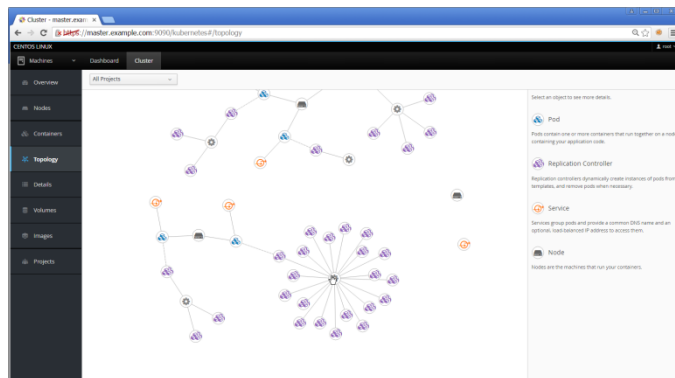 Cluster - master.exam
https://master.example.com:9090/kubernetes#/topology
CENTOS LINUX
root
Machines
Dashboard
Cluster
All Projects
Overview
Nodes
Containers
Topology
Details
Volumes
Images
Projects
Select an object to see more details.
Pod
Pods contain one or more containers that run together on a node
containing your application code.
Replication Controller
Replication controllers dynamically create instances of pods from
templates, and remove pods when necessary.
Service
Services group pods and provide a common DNS name and an
optional, load-balanced IP address to access them.
Node
Nodes are the machines that run your containers.